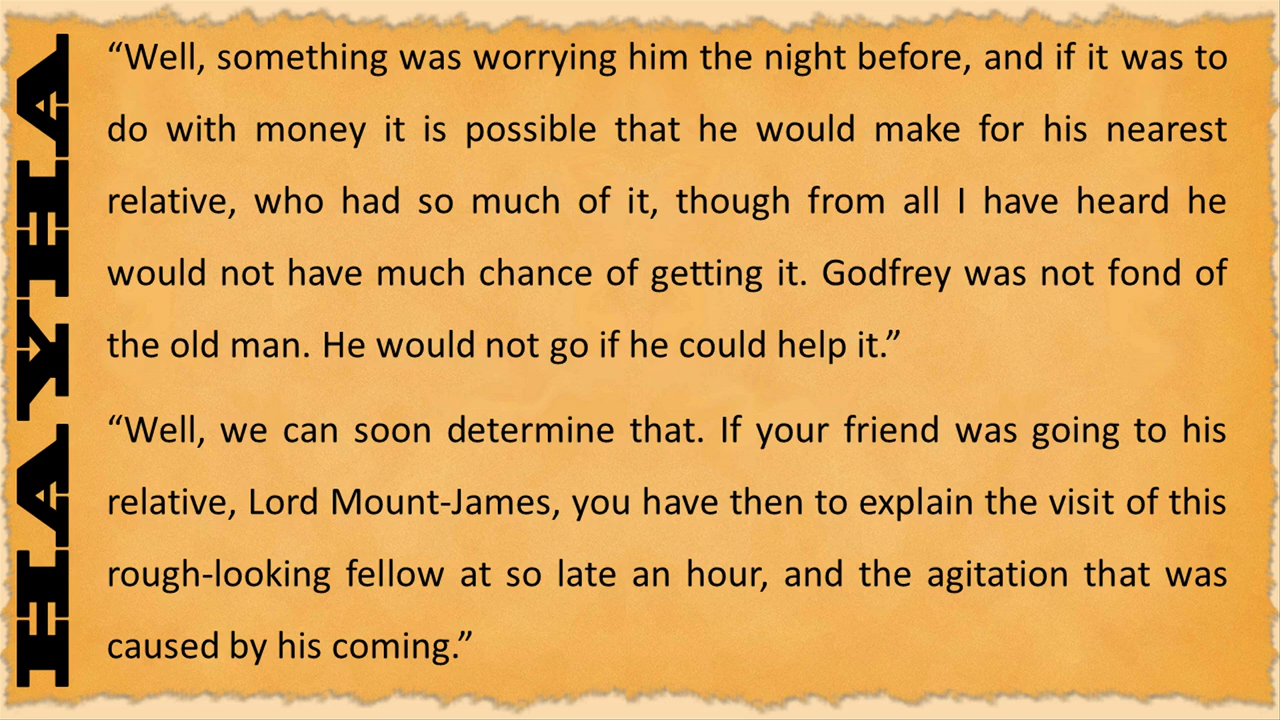 HAYHA
“Well, something was worrying him the night before, and if it was to
do with money it is possible that he would make for his nearest
relative, who had so much of it, though from all I have heard he
would not have much chance of getting it. Godfrey was not fond of
the old man. He would not go if he could help it.”
“Well, we can soon determine that. If your friend was going to his
relative, Lord Mount-James, you have then to explain the visit of this
rough-looking fellow at so late an hour, and the agitation that was
caused by his coming.”